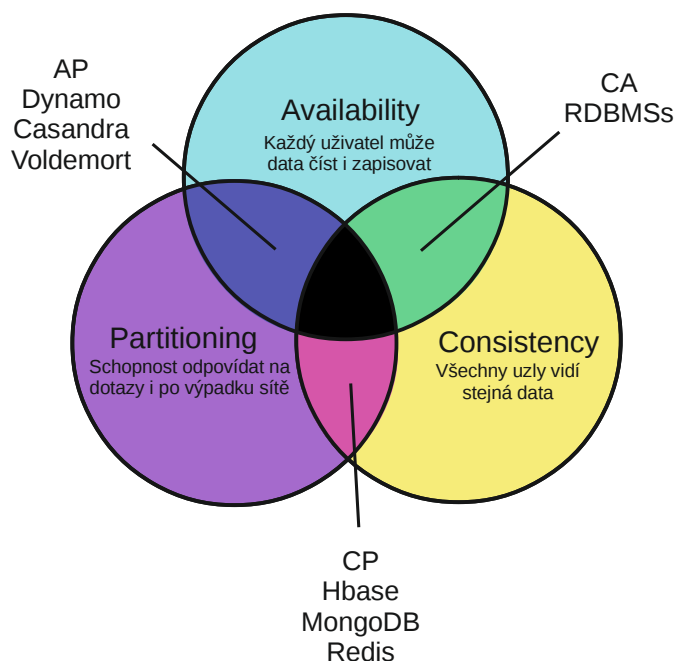 AP
Dynamo
Casandra
Voldemort
CA
RDBMSs
Availability
Každý uživatel může
data číst i zapisovat
Partitioning
Schopnost odpovídat na
dotazy i po výpadku sítě
Consistency
Všechny uzly vidí
stejná data
CP
Hbase
MongoDB
Redis